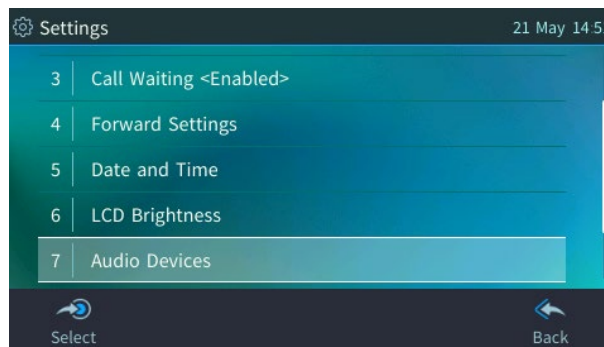 Settings
21 May 14:5
3 Call Waiting <Enabled>
4 Forward Settings
5 Date and Time
6 LCD Brightness
7 Audio Devices
Select
Back